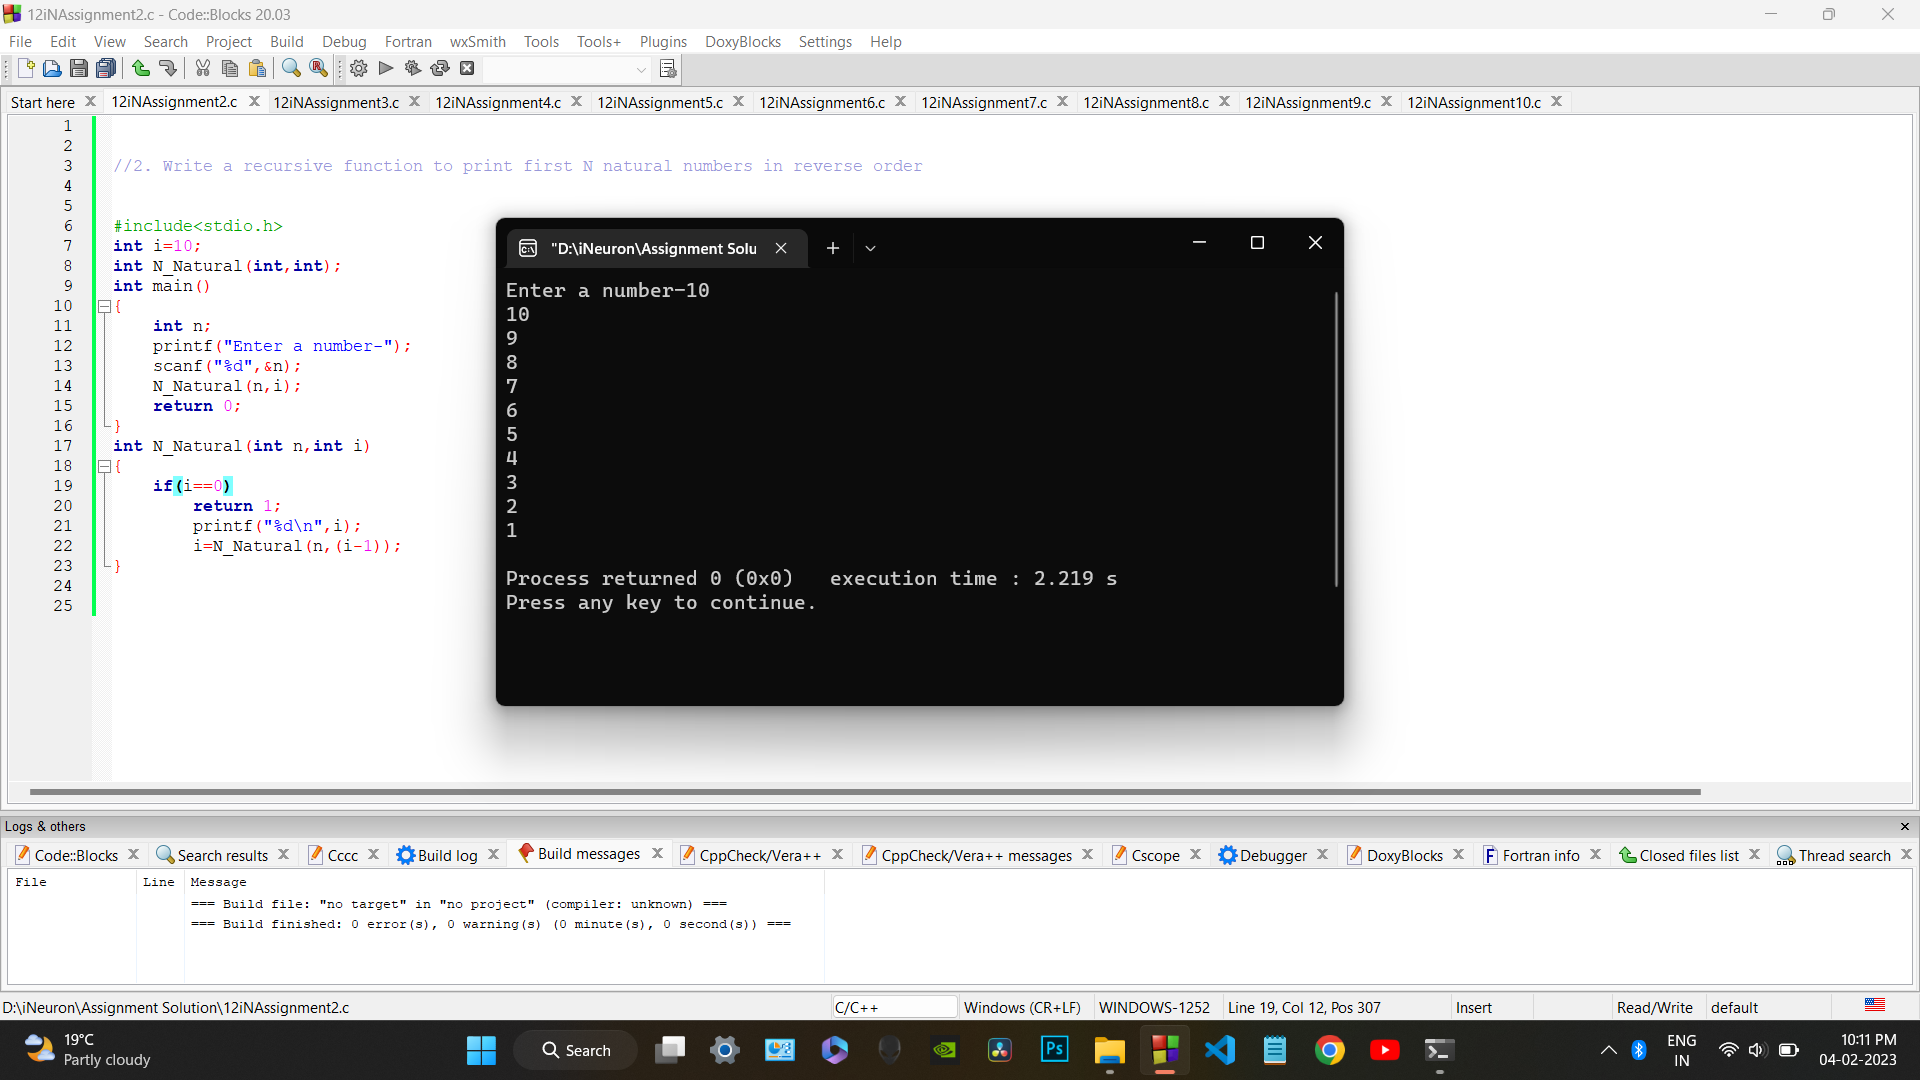 12iNAssignment2.c - Code::Blocks 20.03
File Edit View Search Project Build Debug Fortran wxSmith Tools Tools+ Plugins DoxyBlocks Settings Help
Start here 12iNAssignment2.c 12iNAssignment3.c 12iNAssignment4.c 12iNAssignment5.c 12iNAssignment6.c 12iNAssignment7.c 12iNAssignment8.c 12iNAssignment9.c 12iNAssignment10.c
1
2
3 //2. Write a recursive function to print first N natural numbers in reverse order
4
5
6 #include<stdio.h>
7 int i=10;
8 int N_Natural(int,int);
9 int main()
10 {
11 int n;
12 printf("Enter a number-");
13 scanf("%d",&n);
14 N_Natural(n,i);
15 return 0;
16 }
17 int N_Natural(int n,int i)
18 {
19 if(i==0)
20 return 1;
21 printf("%d\n",i);
22 i=N_Natural(n,(i-1));
23 }
24
25
"D:\iNeuron\Assignment Solu
Enter a number-10
10
9
8
7
6
5
4
3
2
1
Process returned 0 (0x0)   execution time : 2.219 s
Press any key to continue.
Logs & others
Code::Blocks Search results Cccc Build log Build messages CppCheck/Vera++ CppCheck/Vera++ messages Cscope Debugger DoxyBlocks Fortran info Closed files list Thread search
File Line Message
=== Build file: "no target" in "no project" (compiler: unknown) ===
=== Build finished: 0 error(s), 0 warning(s) (0 minute(s), 0 second(s)) ===
D:\iNeuron\Assignment Solution\12iNAssignment2.c C/C++ Windows (CR+LF) WINDOWS-1252 Line 19, Col 12, Pos 307 Insert Read/Write default
19°C
Partly cloudy
Search
Ps
ENG
IN
10:11 PM
04-02-2023